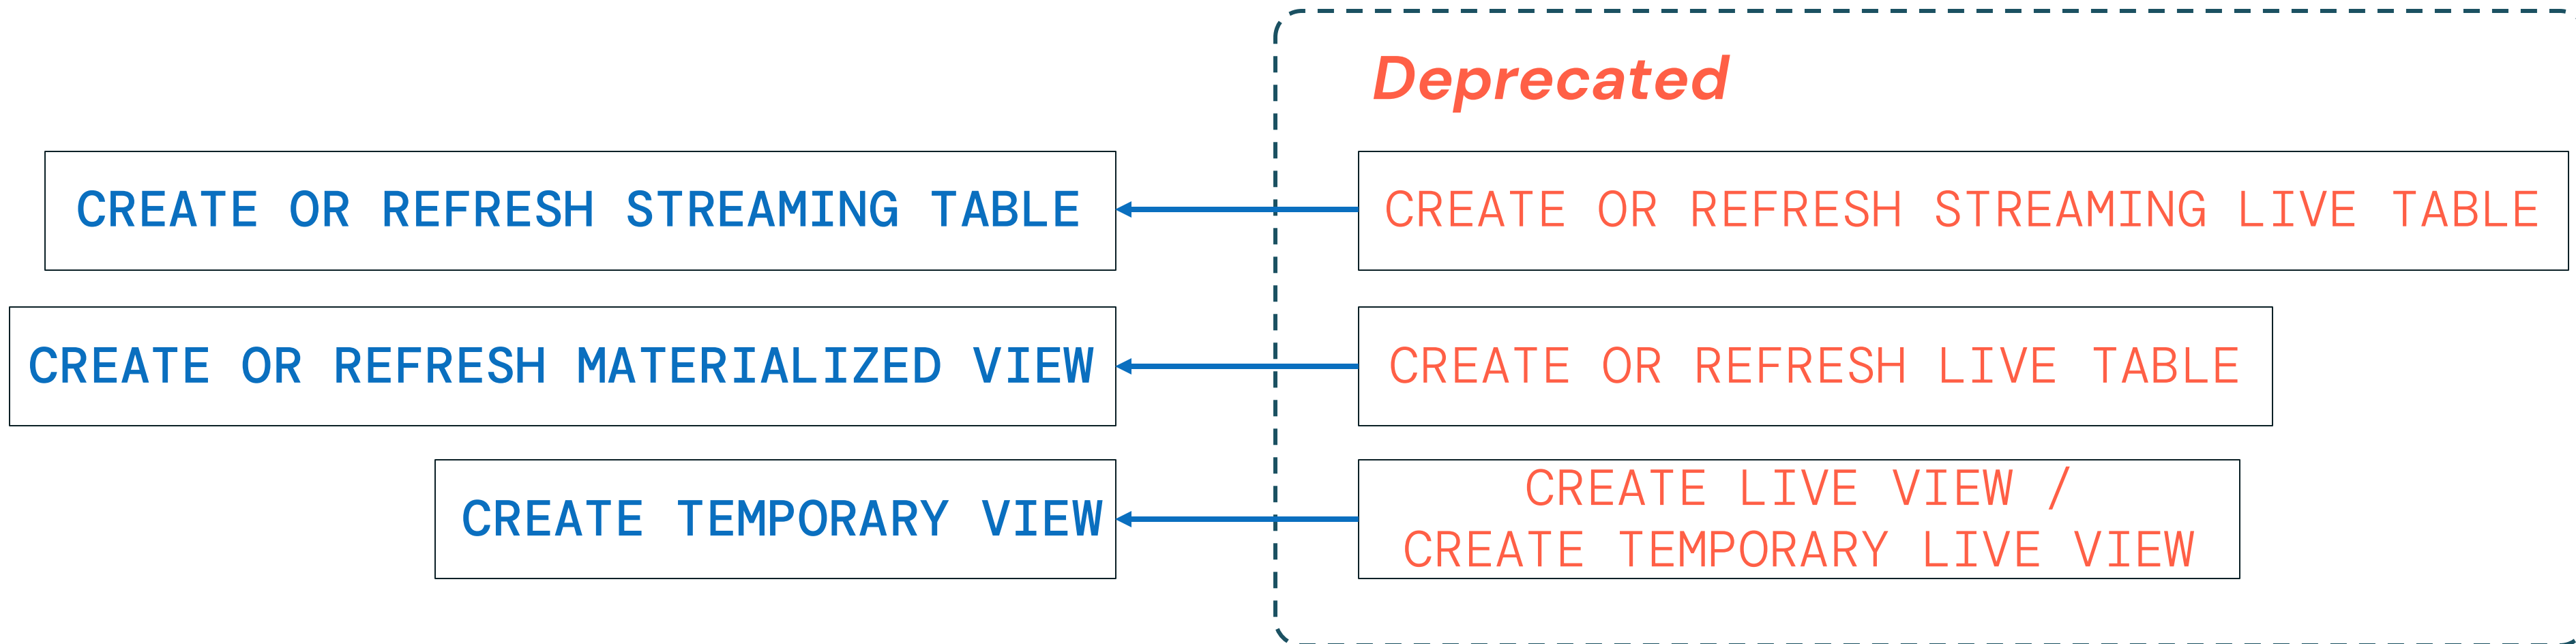 Deprecated
CREATE OR REFRESH STREAMING TABLE
CREATE OR REFRESH STREAMING LIVE TABLE
CREATE OR REFRESH MATERIALIZED VIEW
CREATE OR REFRESH LIVE TABLE
CREATE TEMPORARY VIEW
CREATE LIVE VIEW /
CREATE TEMPORARY LIVE VIEW